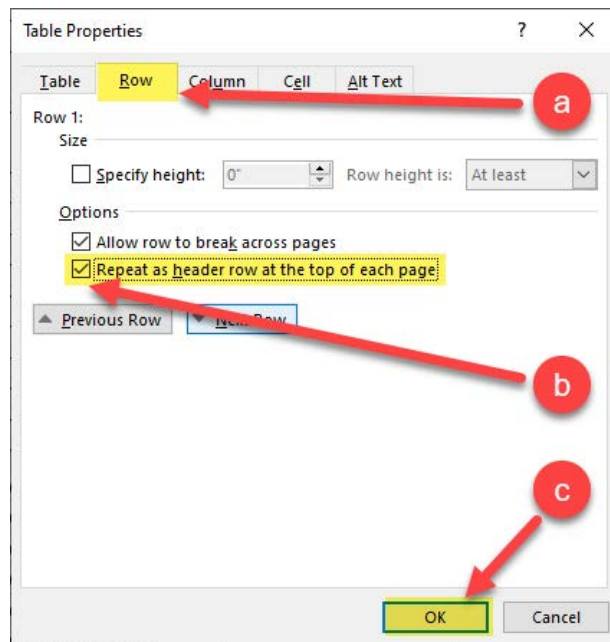 Table Properties ? ×
Table Row Column Cell Alt Text
a
Row 1:
Size
Specify height: 0" Row height is: At least
Options
Allow row to break across pages
Repeat as header row at the top of each page
Previous Row Next Row
b
c
OK Cancel